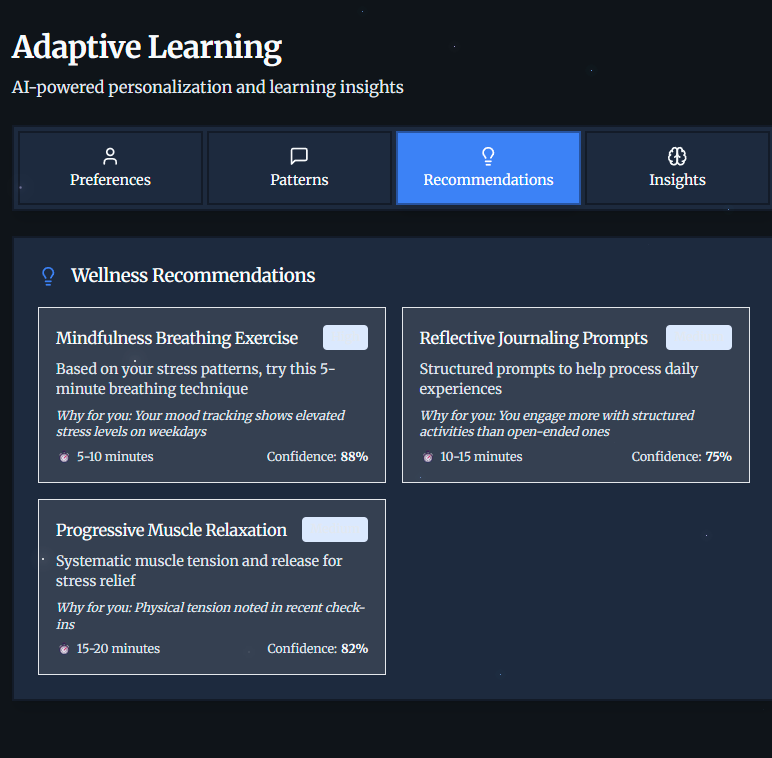 Adaptive Learning
AI-powered personalization and learning insights
Preferences
Patterns
Recommendations
Insights
Wellness Recommendations
Mindfulness Breathing Exercise
Based on your stress patterns, try this 5-
minute breathing technique
Why for you: Your mood tracking shows elevated
stress levels on weekdays
5-10 minutes
Confidence: 88%
Reflective Journaling Prompts
Structured prompts to help process daily
experiences
Why for you: You engage more with structured
activities than open-ended ones
10-15 minutes
Confidence: 75%
Progressive Muscle Relaxation
Systematic muscle tension and release for
stress relief
Why for you: Physical tension noted in recent check-
ins
15-20 minutes
Confidence: 82%